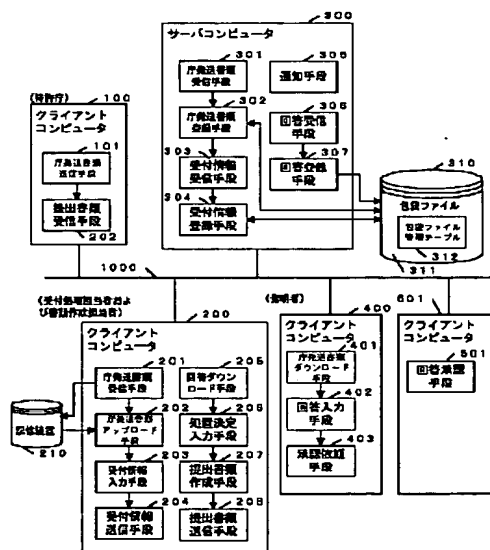 300
サーバコンピュータ
301
庁発送書類
受信手段
305
通知手段
302
庁発送書類
登録手段
306
回答受信
手段
303
受付情報
受信手段
307
回答登録
手段
304
受付情報
登録手段
(特許庁)
100
クライアント
コンピュータ
101
庁発送書類
送信手段
提出書類
受信手段
202
310
包袋ファイル
包袋ファイル
管理テーブル
312
311
1000
(受付処理担当者および
書類作成担当者)
200
クライアント
コンピュータ
201
庁発送書類
受信手段
205
回答ダウン
ロード手段
202
庁発送書類
アップロード
手段
206
処置決定
入力手段
203
受付情報
入力手段
207
提出書類
作成手段
204
受付情報
送信手段
208
提出書類
送信手段
記憶装置
210
(発明者)
400
クライアント
コンピュータ
401
庁発送書類
ダウンロード
手段
402
回答入力
手段
403
承認依頼
手段
601
クライアント
コンピュータ
501
回答承認
手段